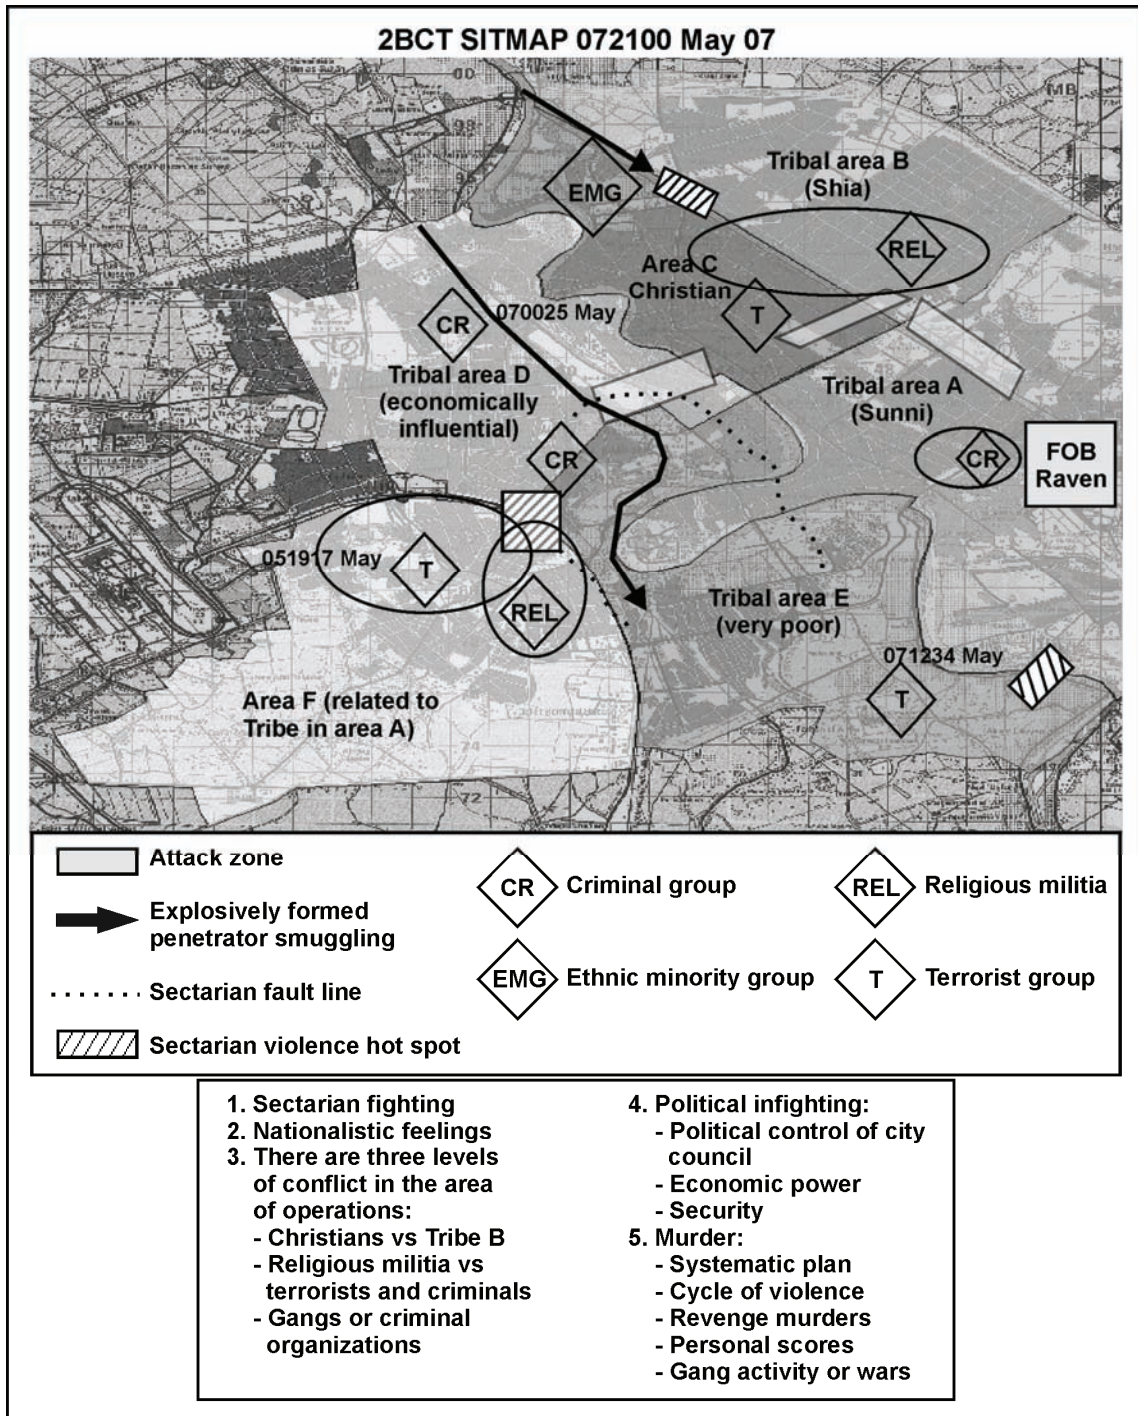 2BCT SITMAP 072100 May 07
00
98
MB
EMG
Tribal area B
(Shia)
REL
Area C
Christian
T
070025 May
CR
Tribal area D
(economically
influential)
Tribal area A
(Sunni)
CR
CR
FOB
Raven
051917 May
T
REL
Tribal area E
(very poor)
071234 May
T
Area F (related to
Tribe in area A)
74
72
Attack zone
Explosively formed
penetrator smuggling
Sectarian fault line
Sectarian violence hot spot
CR Criminal group
EMG Ethnic minority group
REL Religious militia
T Terrorist group
1. Sectarian fighting
2. Nationalistic feelings
3. There are three levels
of conflict in the area
of operations:
- Christians vs Tribe B
- Religious militia vs
terrorists and criminals
- Gangs or criminal
organizations
4. Political infighting:
- Political control of city
council
- Economic power
- Security
5. Murder:
- Systematic plan
- Cycle of violence
- Revenge murders
- Personal scores
- Gang activity or wars